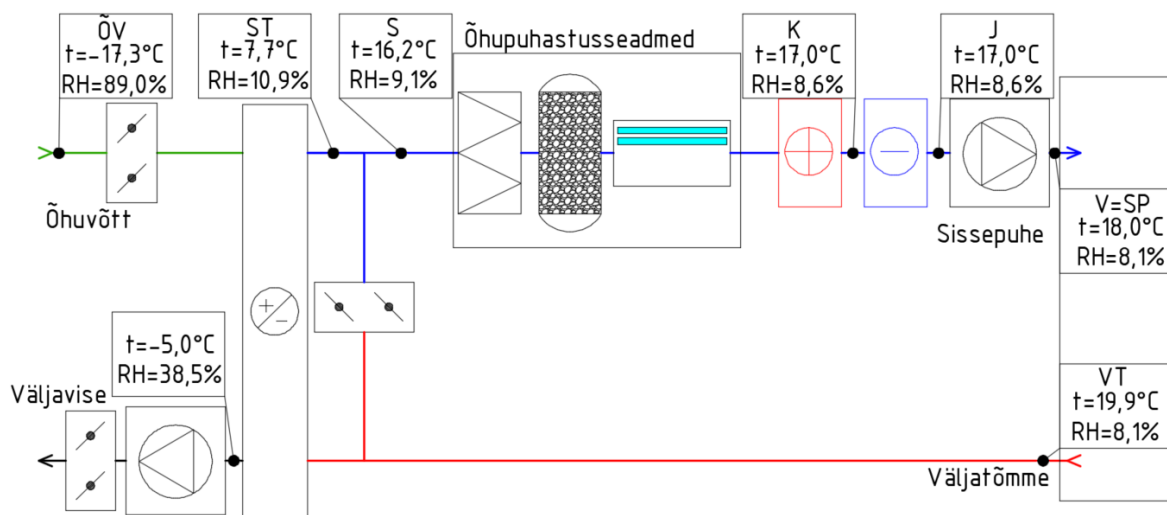 ÕV
t=-17,3°C
RH=89,0%
ST
t=7,7°C
RH=10,9%
S
t=16,2°C
RH=9,1%
Õhupuhastusseadmed
K
t=17,0°C
RH=8,6%
J
t=17,0°C
RH=8,6%
Õhuvõtt
Sissepuhe
V=SP
t=18,0°C
RH=8,1%
+
-
t=-5,0°C
RH=38,5%
Väljavise
VT
t=19,9°C
RH=8,1%
Väljatõmme